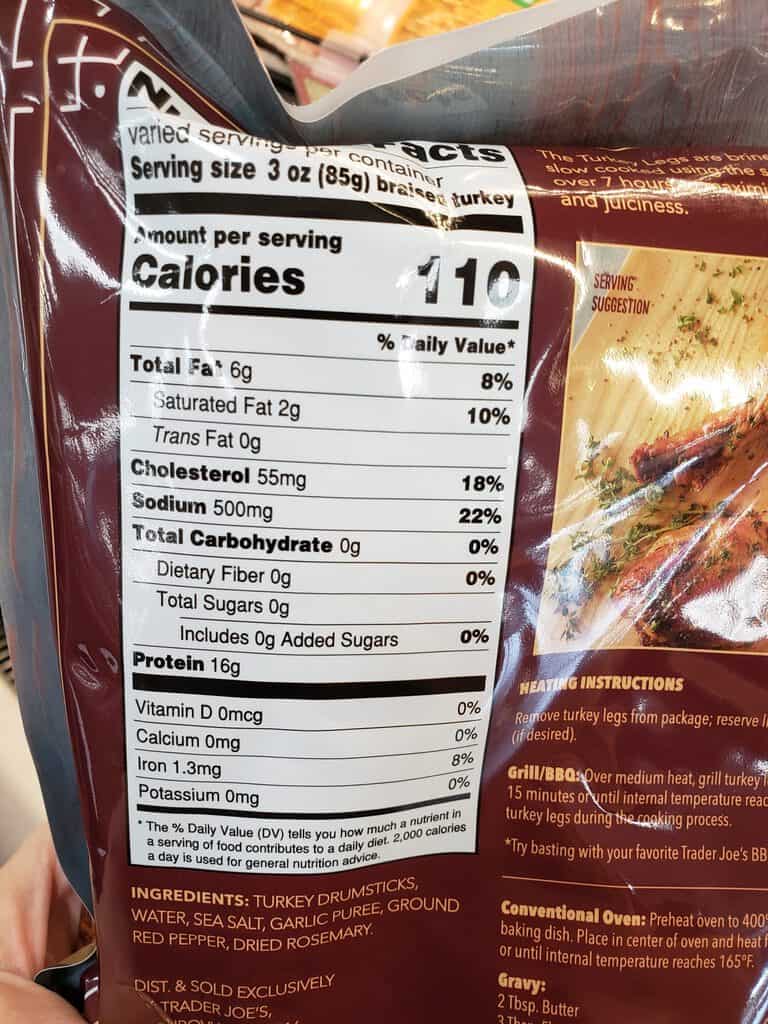 Facts
varied servings per container
Serving size 3 oz (85g) braised turkey
Amount per serving
Calories 110
% Daily Value*
Total Fat 6g 8%
Saturated Fat 2g 10%
Trans Fat 0g
Cholesterol 55mg 18%
Sodium 500mg 22%
Total Carbohydrate 0g 0%
Dietary Fiber 0g 0%
Total Sugars 0g
Includes 0g Added Sugars 0%
Protein 16g
Vitamin D 0mcg 0%
Calcium 0mg 0%
Iron 1.3mg 8%
Potassium 0mg 0%
* The % Daily Value (DV) tells you how much a nutrient in
a serving of food contributes to a daily diet. 2,000 calories
a day is used for general nutrition advice.
INGREDIENTS: TURKEY DRUMSTICKS,
WATER, SEA SALT, GARLIC PUREE, GROUND
RED PEPPER, DRIED ROSEMARY.
DIST. & SOLD EXCLUSIVELY
TRADER JOE'S,
The Turkey Legs are brine
slow cooked using the s
over 7 hours
and juiciness.
SERVING
SUGGESTION
HEATING INSTRUCTIONS
Remove turkey legs from package; reserve
(if desired).
Grill/BBQ: Over medium heat, grill turkey
15 minutes or until internal temperature reac
turkey legs during the cooking process.
*Try basting with your favorite Trader Joe's BB
Conventional Oven: Preheat oven to 400°
baking dish. Place in center of oven and heat f
or until internal temperature reaches 165°F.
Gravy:
2 Tbsp. Butter
3 Tbsp.